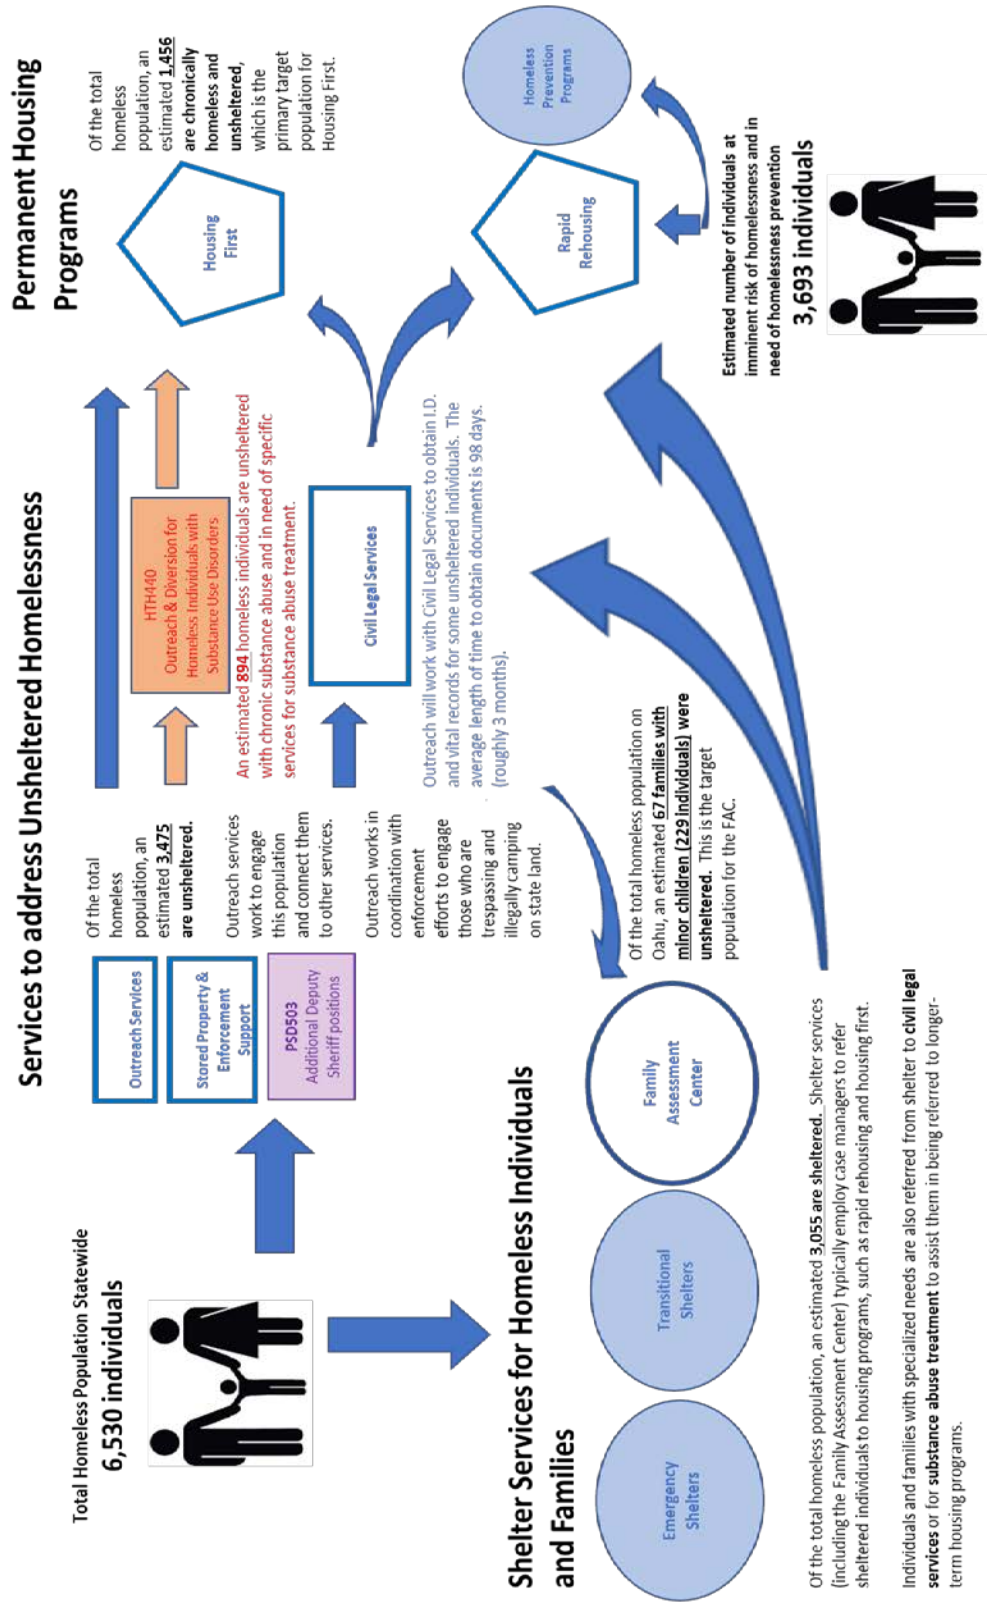 Services to address Unsheltered Homelessness
Permanent Housing
Programs
Total Homeless Population Statewide
6,530 individuals
Outreach Services
Stored Property &
Enforcement
Support
PSD503
Additional Deputy
Sheriff positions
Of the total
homeless
population, an
estimated 3,475
are unsheltered.
Outreach services
work to engage
this population
and connect them
to other services.
Outreach works in
coordination with
enforcement
efforts to engage
those who are
trespassing and
illegally camping
on state land.
HTH440
Outreach & Diversion for
Homeless Individuals with
Substance Use Disorders
An estimated 894 homeless individuals are unsheltered
with chronic substance abuse and in need of specific
services for substance abuse treatment.
Civil Legal Services
Outreach will work with Civil Legal Services to obtain I.D.
and vital records for some unsheltered individuals. The
average length of time to obtain documents is 98 days.
(roughly 3 months).
Housing
First
Of the total
homeless
population, an
estimated 1,456
are chronically
homeless and
unsheltered,
which is the
primary target
population for
Housing First.
Rapid
Rehousing
Homeless
Prevention
Programs
Estimated number of individuals at
imminent risk of homelessness and in
need of homelessness prevention
3,693 individuals
Shelter Services for Homeless Individuals
and Families
Emergency
Shelters
Transitional
Shelters
Family
Assessment
Center
Of the total homeless population on
Oahu, an estimated 67 families with
minor children (229 individuals) were
unsheltered. This is the target
population for the FAC.
Of the total homeless population, an estimated 3,055 are sheltered. Shelter services
(including the Family Assessment Center) typically employ case managers to refer
sheltered individuals to housing programs, such as rapid rehousing and housing first.
Individuals and families with specialized needs are also referred from shelter to civil legal
services or for substance abuse treatment to assist them in being referred to longer-
term housing programs.